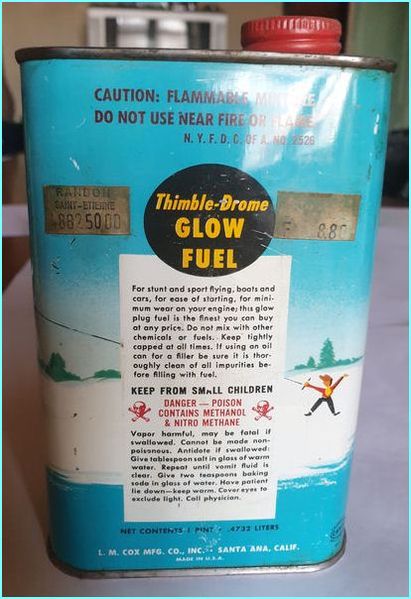 CAUTION: FLAMMABLE MIXTURE
DO NOT USE NEAR FIRE OR FLAME
N. Y. F. D. C. OF A. NO. 2526
RANDON
SAINT-ETIENNE
882500D
F 8.80
Thimble-Drome
GLOW
FUEL
For stunt and sport flying, boats and
cars, for ease of starting, for mini-
mum wear on your engine; this glow
plug fuel is the finest you can buy
at any price. Do not mix with other
chemicals or fuels. Keep tightly
capped at all times. If using an oil
can for a filler be sure it is thor-
oughly clean of all impurities be-
fore filling with fuel.
KEEP FROM SMALL CHILDREN
DANGER — POISON
CONTAINS METHANOL
& NITRO METHANE
Vapor harmful, may be fatal if
swallowed. Cannot be made non-
poisonous. Antidote if swallowed:
Give tablespoon salt in glass of warm
water. Repeat until vomit fluid is
clear. Give two teaspoons baking
soda in glass of water. Have patient
lie down—keep warm. Cover eyes to
exclude light. Call physician.
NET CONTENTS 1 PINT - .4732 LITERS
L. M. COX MFG. CO., INC. - SANTA ANA, CALIF.
MADE IN U.S.A.